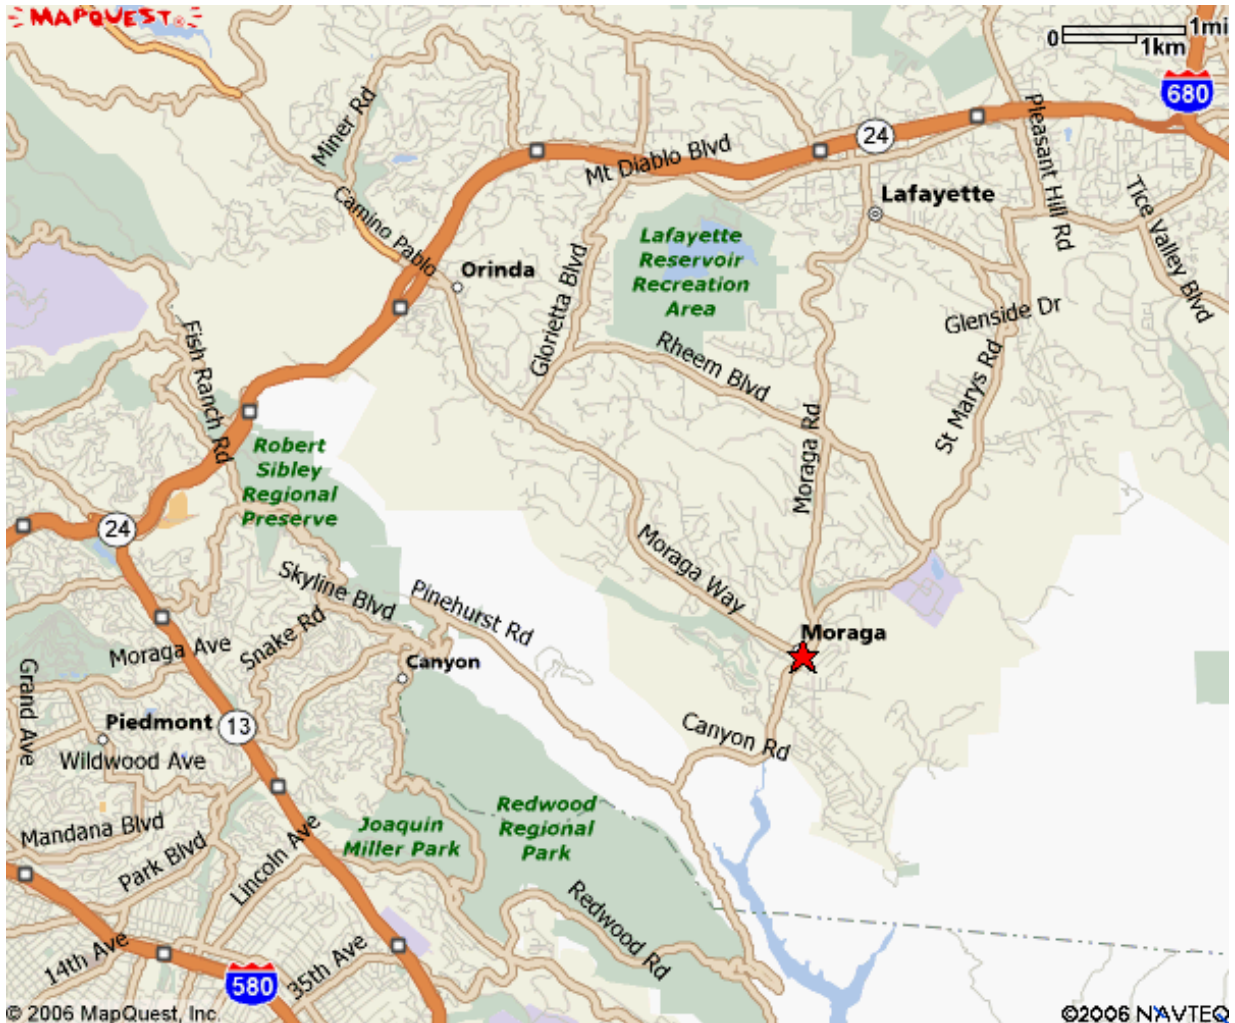 MAPQUEST
0
1mi
1km
680
Miner Rd
Pleasant Hill Rd
24
Mt Diablo Blvd
Camino Pablo
Lafayette
Tice Valley Blvd
Lafayette
Reservoir
Recreation
Area
Orinda
Glorietta Blvd
Glenside Dr
Fish Ranch Rd
Rheem Blvd
St Marys Rd
Moraga Rd
Robert
Sibley
Regional
Preserve
24
Moraga Way
Skyline Blvd
Pinehurst Rd
Snake Rd
Moraga Ave
Moraga
Canyon
Grand Ave
Piedmont
13
Canyon Rd
Wildwood Ave
Mandana Blvd
Park Blvd
Lincoln Ave
Joaquin
Miller Park
Redwood
Regional
Park
Redwood Rd
14th Ave
35th Ave
580
© 2006 MapQuest, Inc.
©2006 NAVTEQ